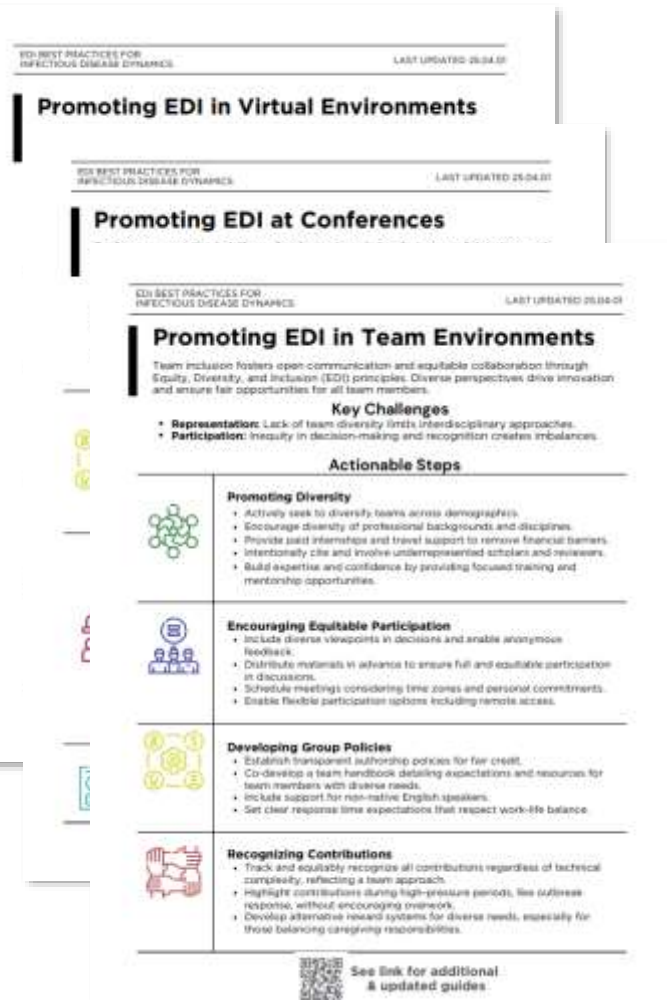 EDI BEST PRACTICES FOR
INFECTIOUS DISEASE DYNAMICS
LAST UPDATED 25.04.01
Promoting EDI in Virtual Environments
EDI BEST PRACTICES FOR
INFECTIOUS DISEASE DYNAMICS
LAST UPDATED 25.04.01
Promoting EDI at Conferences
EDI BEST PRACTICES FOR
INFECTIOUS DISEASE DYNAMICS
LAST UPDATED 25.04.01
Promoting EDI in Team Environments
Team inclusion fosters open communication and equitable collaboration through
Equity, Diversity, and Inclusion (EDI) principles. Diverse perspectives drive innovation
and ensure fair opportunities for all team members.
Key Challenges
• Representation: Lack of team diversity limits interdisciplinary approaches.
• Participation: Inequity in decision-making and recognition creates imbalances.
Actionable Steps
Promoting Diversity
• Actively seek to diversify teams across demographics.
• Encourage diversity of professional backgrounds and disciplines.
• Provide paid internships and travel support to remove financial barriers.
• Intentionally cite and involve underrepresented scholars and reviewers.
• Build expertise and confidence by providing focused training and
mentorship opportunities.
Encouraging Equitable Participation
• Include diverse viewpoints in decisions and enable anonymous
feedback.
• Distribute materials in advance to ensure full and equitable participation
in discussions.
• Schedule meetings considering time zones and personal commitments.
• Enable flexible participation options including remote access.
Developing Group Policies
• Establish transparent authorship policies for fair credit.
• Co-develop a team handbook detailing expectations and resources for
team members with diverse needs.
• Include support for non-native English speakers.
• Set clear response time expectations that respect work-life balance.
Recognizing Contributions
• Track and equitably recognize all contributions regardless of technical
complexity, reflecting a team approach.
• Highlight contributions during high-pressure periods, like outbreak
response, without encouraging overwork.
• Develop alternative reward systems for diverse needs, especially for
those balancing caregiving responsibilities.
See link for additional
& updated guides